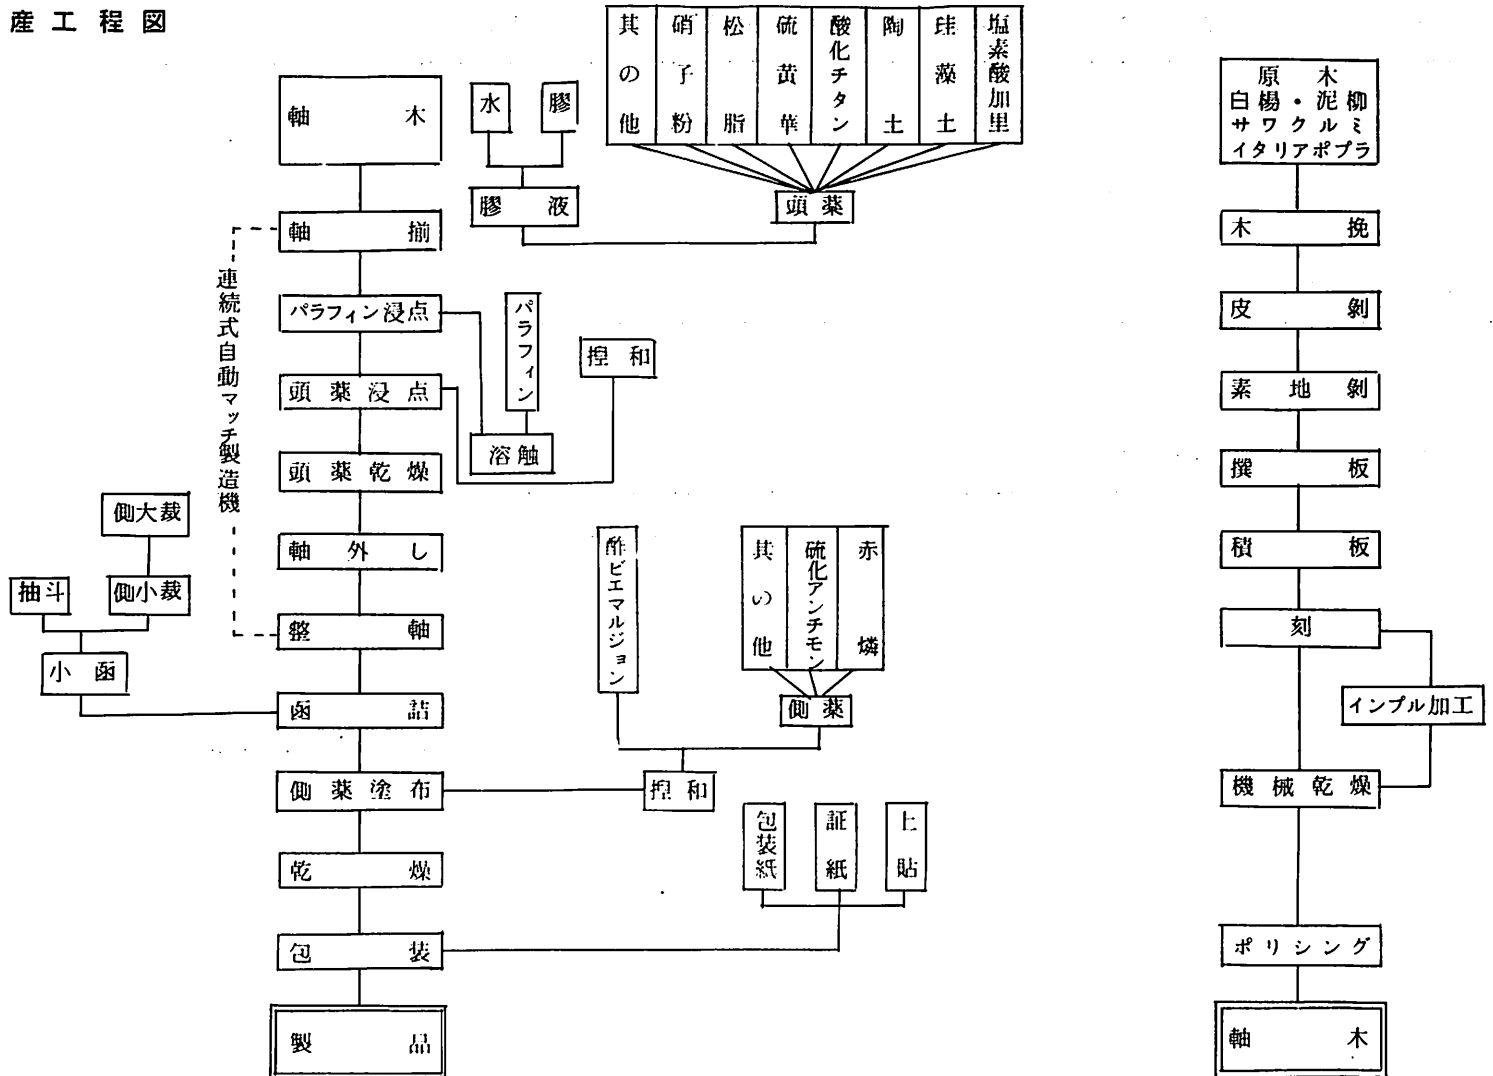 産工程図
軸木
軸揃
パラフィン浸点
頭薬浸点
頭薬乾燥
軸外し
整軸
函詰
側薬塗布
乾燥
包装
製品
連続式自動マッチ製造機
側大裁
側小裁
抽斗
小函
水
膠
膠液
其の他
硝子粉
松脂
硫黄華
酸化チタン
陶土
珪藻土
塩素酸加里
頭薬
パラフィン
溶触
捏和
酢ビエマルジョン
其い他
硫化アンチモン
赤燐
側薬
捏和
包装紙
証紙
上貼
原木
白楊・泥柳
サワクルミ
イタリアポプラ
木挽
皮剝
素地剝
撰板
積板
刻
インプル加工
機械乾燥
ポリシング
軸木